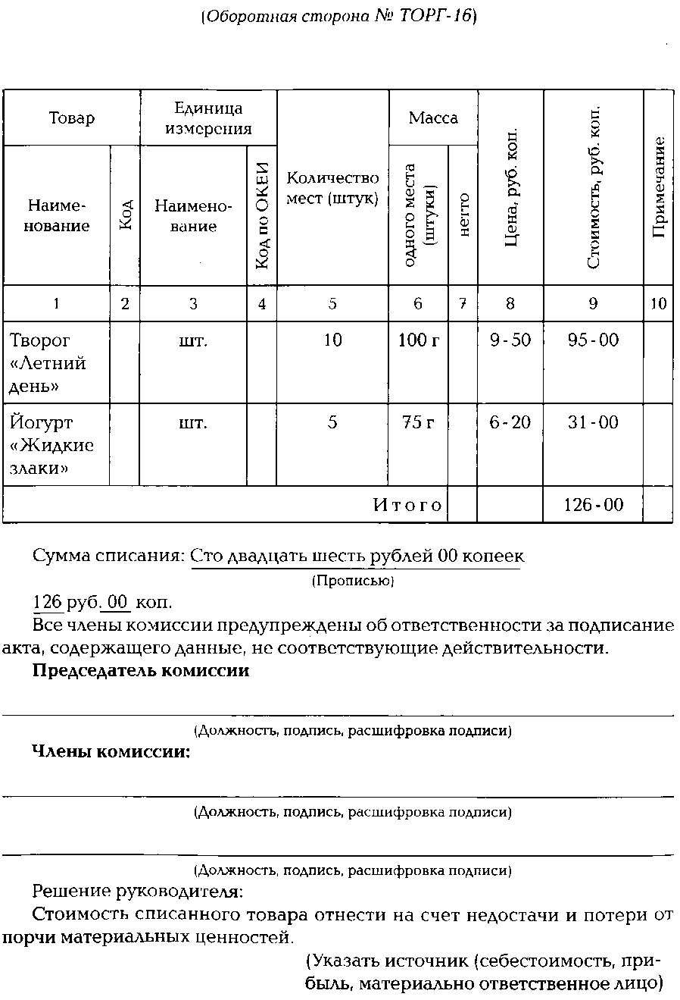 (Оборотная сторона № ТОРГ-16)
Товар
Единица
измерения
Количество
мест (штук)
Масса
Цена, руб. коп.
Стоимость, руб. коп.
Примечание
Наиме-
нование
Код
Наимено-
вание
Код по ОКЕИ
одного места
(штуки)
нетто
1 2 3 4 5 6 7 8 9 10
Творог шт. 10 100 г 9-50 95-00
«Летний
день»
Йогурт шт. 5 75 г 6-20 31-00
«Жидкие
злаки»
Итого 126-00
Сумма списания: Сто двадцать шесть рублей 00 копеек
(Прописью)
126 руб. 00 коп.
Все члены комиссии предупреждены об ответственности за подписание
акта, содержащего данные, не соответствующие действительности.
Председатель комиссии
(Должность, подпись, расшифровка подписи)
Члены комиссии:
(Должность, подпись, расшифровка подписи)
(Должность, подпись, расшифровка подписи)
Решение руководителя:
Стоимость списанного товара отнести на счет недостачи и потери от
порчи материальных ценностей.
(Указать источник (себестоимость, при-
быль, материально ответственное лицо)